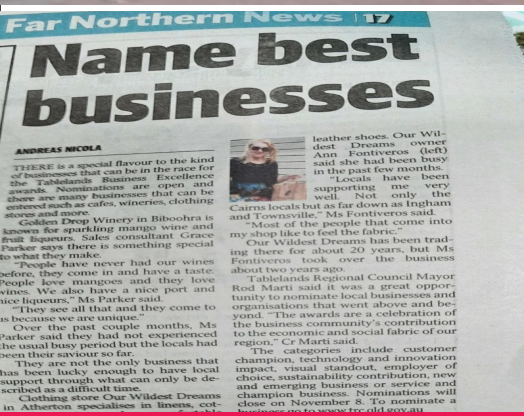 Far Northern News | 17
Name best
businesses
ANDREAS NICOLA
THERE is a special flavour to the kind
of businesses that can be in the race for
the Tablelands Business Excellence
awards. Nominations are open and
there are many businesses that can be
entered such as cafes, wineries, clothing
stores and more.
Golden Drop Winery in Biboohra is
known for sparkling mango wine and
fruit liqueurs. Sales consultant Grace
Parker says there is something special
to what they make.
"People have never had our wines
before, they come in and have a taste.
People love mangoes and they love
wines. We also have a nice port and
nice liqueurs," Ms Parker said.
"They see all that and they come to
us because we are unique."
Over the past couple months, Ms
Parker said they had not experienced
the usual busy period but the locals had
been their saviour so far.
They are not the only business that
has been lucky enough to have local
support through what can only be de-
scribed as a difficult time.
Clothing store Our Wildest Dreams
in Atherton specialises in linens, cot-
leather shoes. Our Wil-
dest Dreams owner
Ann Fontiveros (left)
said she had been busy
in the past few months.
"Locals have been
supporting me very
well. Not only the
Cairns locals but as far down as Ingham
and Townsville," Ms Fontiveros said.
"Most of the people that come into
my shop like to feel the fabric."
Our Wildest Dreams has been trad-
ing there for about 20 years, but Ms
Fontiveros took over the business
about two years ago.
Tablelands Regional Council Mayor
Rod Marti said it was a great oppor-
tunity to nominate local businesses and
organisations that went above and be-
yond. "The awards are a celebration of
the business community's contribution
to the economic and social fabric of our
region," Cr Marti said.
The categories include customer
champion, technology and innovation
impact, visual standout, employer of
choice, sustainability contribution, new
and emerging business or service and
champion business. Nominations will
close on November 8. To nominate a
business go to www.trc.qld.gov.au